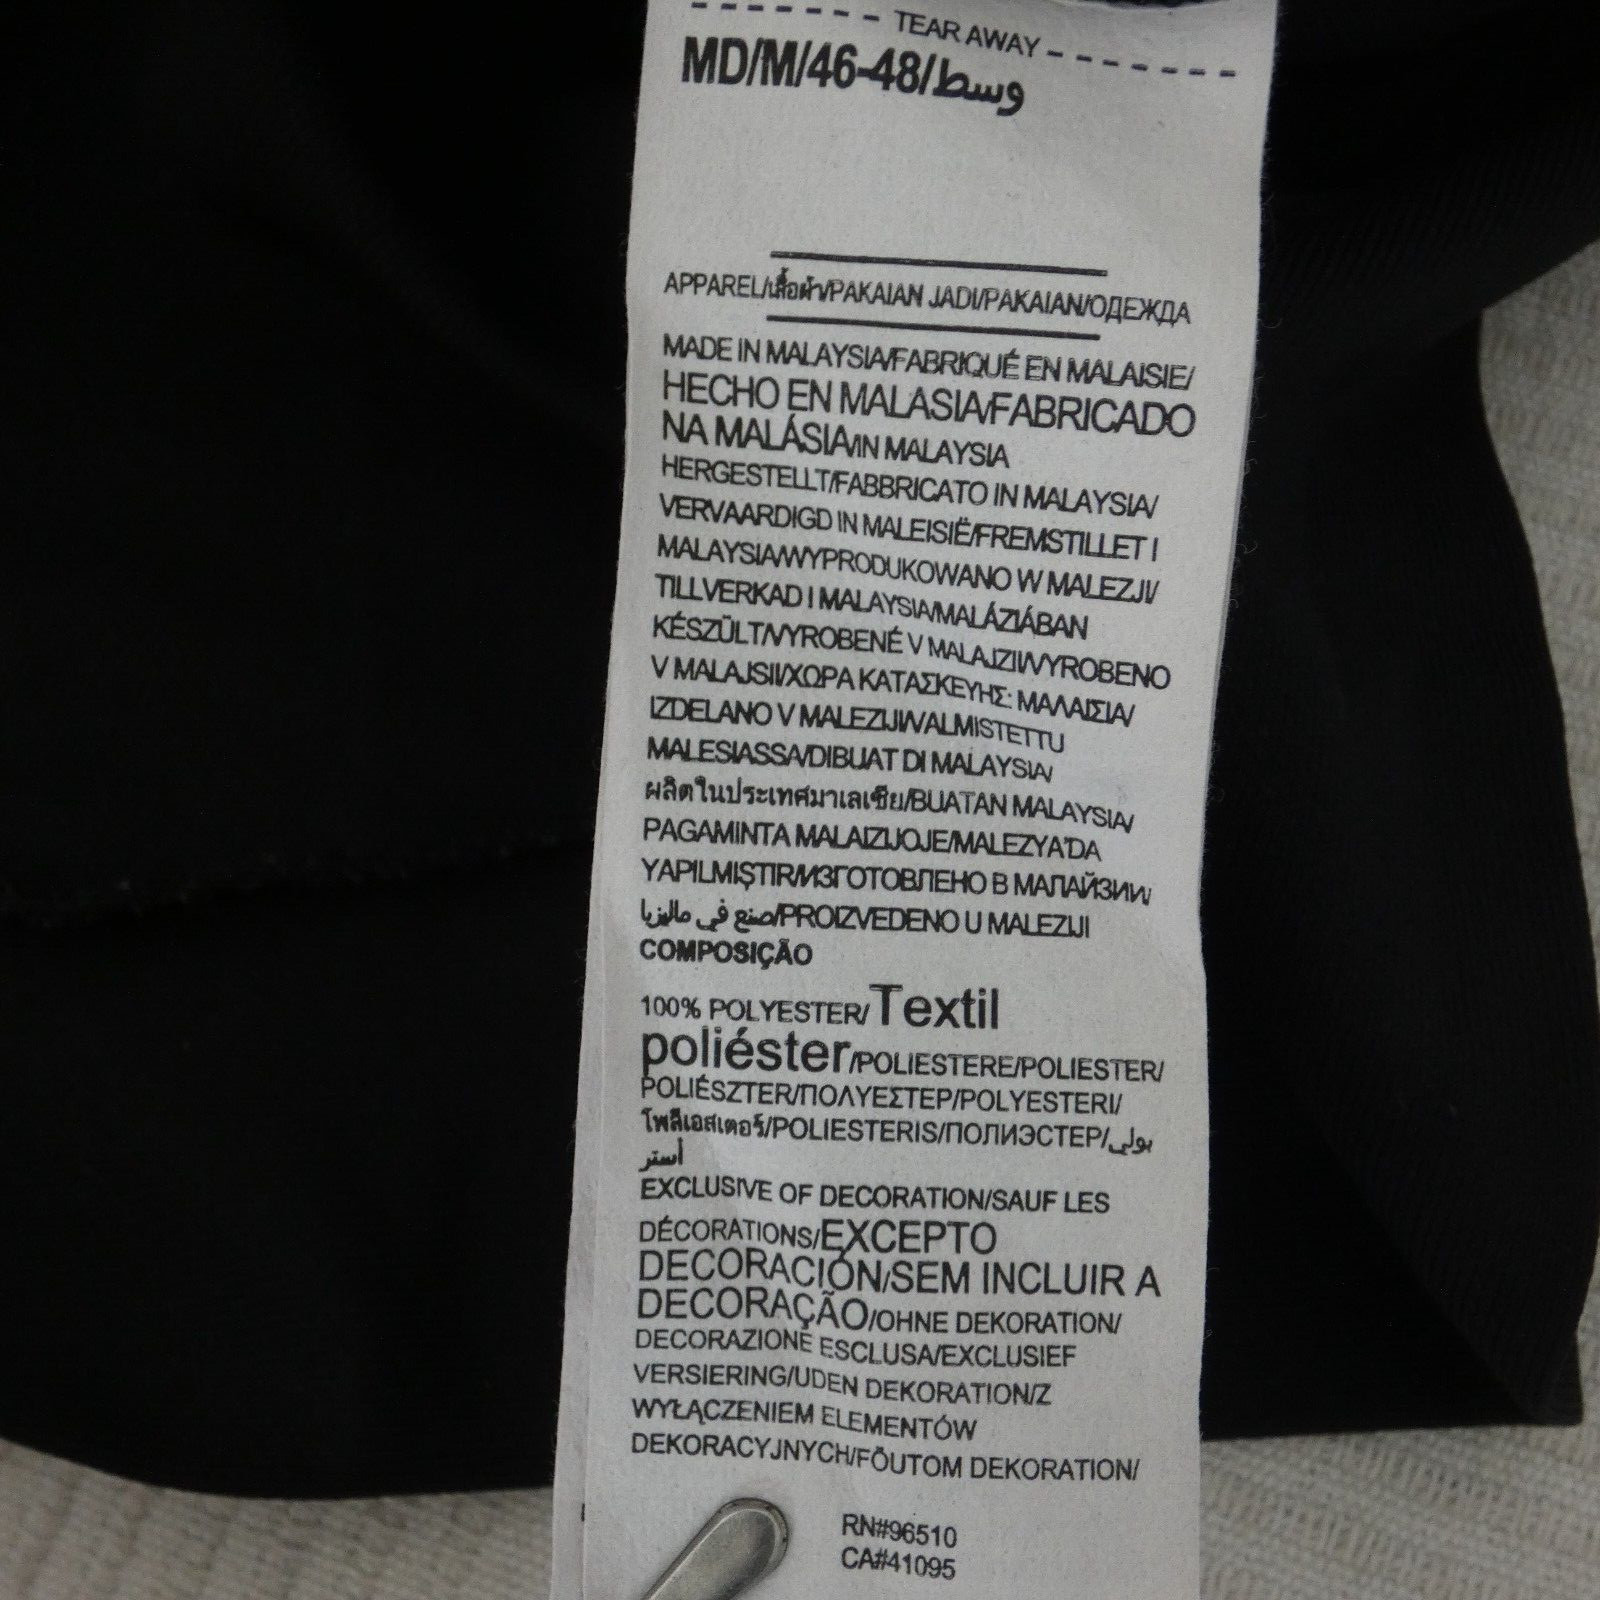 TEAR AWAY
MD/M/46-48/وسط
APPAREL/เสื้อผ้า/PAKAIAN JADI/PAKAIAN/ОДЕЖДА
MADE IN MALAYSIA/FABRIQUÉ EN MALAISIE/
HECHO EN MALASIA/FABRICADO
NA MALÁSIA/IN MALAYSIA
HERGESTELLT/FABBRICATO IN MALAYSIA/
VERVAARDIGD IN MALEISIË/FREMSTILLET I
MALAYSIA/WYPRODUKOWANO W MALEZJI/
TILLVERKAD I MALAYSIA/MALÁZIÁBAN
KÉSZÜLT/VYROBENÉ V MALAJZII/VYROBENO
V MALAJSII/ΧΩΡΑ ΚΑΤΑΣΚΕΥΗΣ: ΜΑΛΑΙΣΙΑ/
IZDELANO V MALEZIJI/VALMISTETTU
MALESIASSA/DIBUAT DI MALAYSIA/
ผลิตในประเทศมาเลเซีย/BUATAN MALAYSIA/
PAGAMINTA MALAIZIJOJE/MALEZYA'DA
YAPILMIŞTIR/ИЗГОТОВЛЕНО В МАЛАЙЗИИ/
صنع في ماليزيا/PROIZVEDENO U MALEZIJI
COMPOSIÇÃO
100% POLYESTER/Textil
poliéster/POLIESTERE/POLIESTER/
POLIÉSZTER/ΠΟΛΥΕΣΤΕΡ/POLYESTERI/
โพลีเอสเตอร์/POLIESTERIS/ПОЛИЭСТЕР/بولي
أستر
EXCLUSIVE OF DECORATION/SAUF LES
DÉCORATIONS/EXCEPTO
DECORACIÓN/SEM INCLUIR A
DECORAÇÃO/OHNE DEKORATION/
DECORAZIONE ESCLUSA/EXCLUSIEF
VERSIERING/UDEN DEKORATION/Z
WYŁĄCZENIEM ELEMENTÓW
DEKORACYJNYCH/FÖUTOM DEKORATION/
RN#96510
CA#41095